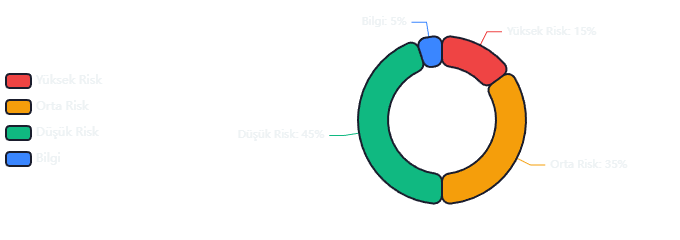 Bilgi: 5%
Yüksek Risk: 15%
Yüksek Risk
Orta Risk
Düşük Risk
Bilgi
Düşük Risk: 45%
Orta Risk: 35%